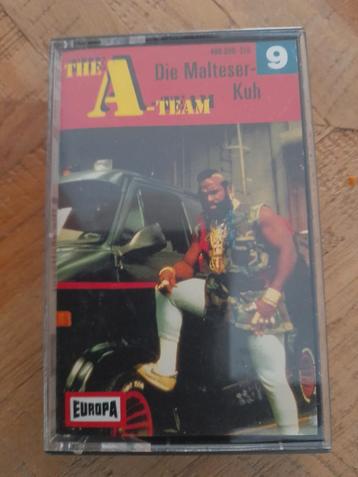 THE
A-TEAM
Die Malteser-
Kuh
9
EUROPA